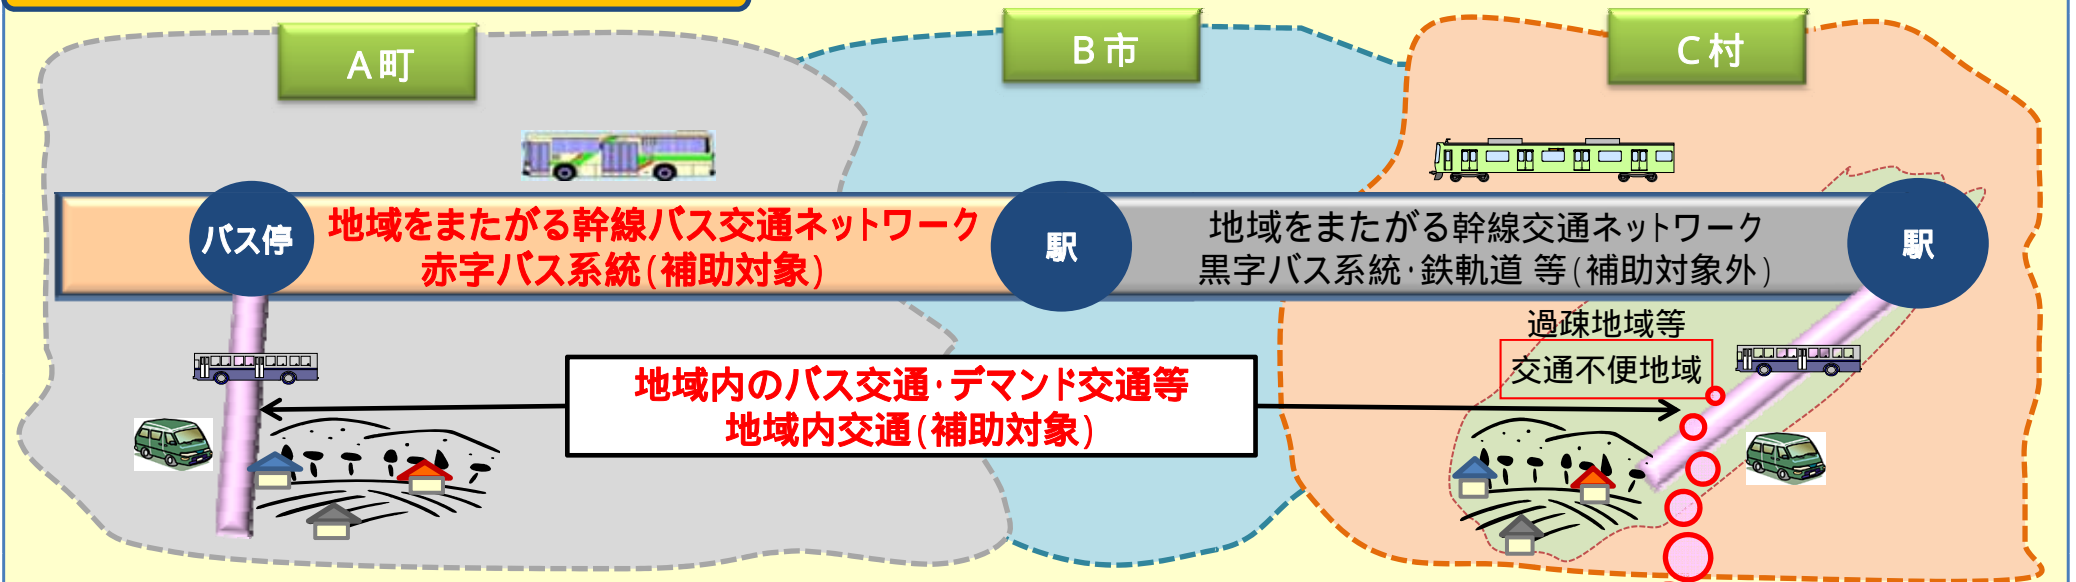 A町
B市
C村
バス停
地域をまたがる幹線バス交通ネットワーク
赤字バス系統(補助対象)
駅
地域をまたがる幹線交通ネットワーク
黒字バス系統・鉄軌道 等(補助対象外)
駅
過疎地域等
交通不便地域
地域内のバス交通・デマンド交通等
地域内交通(補助対象)